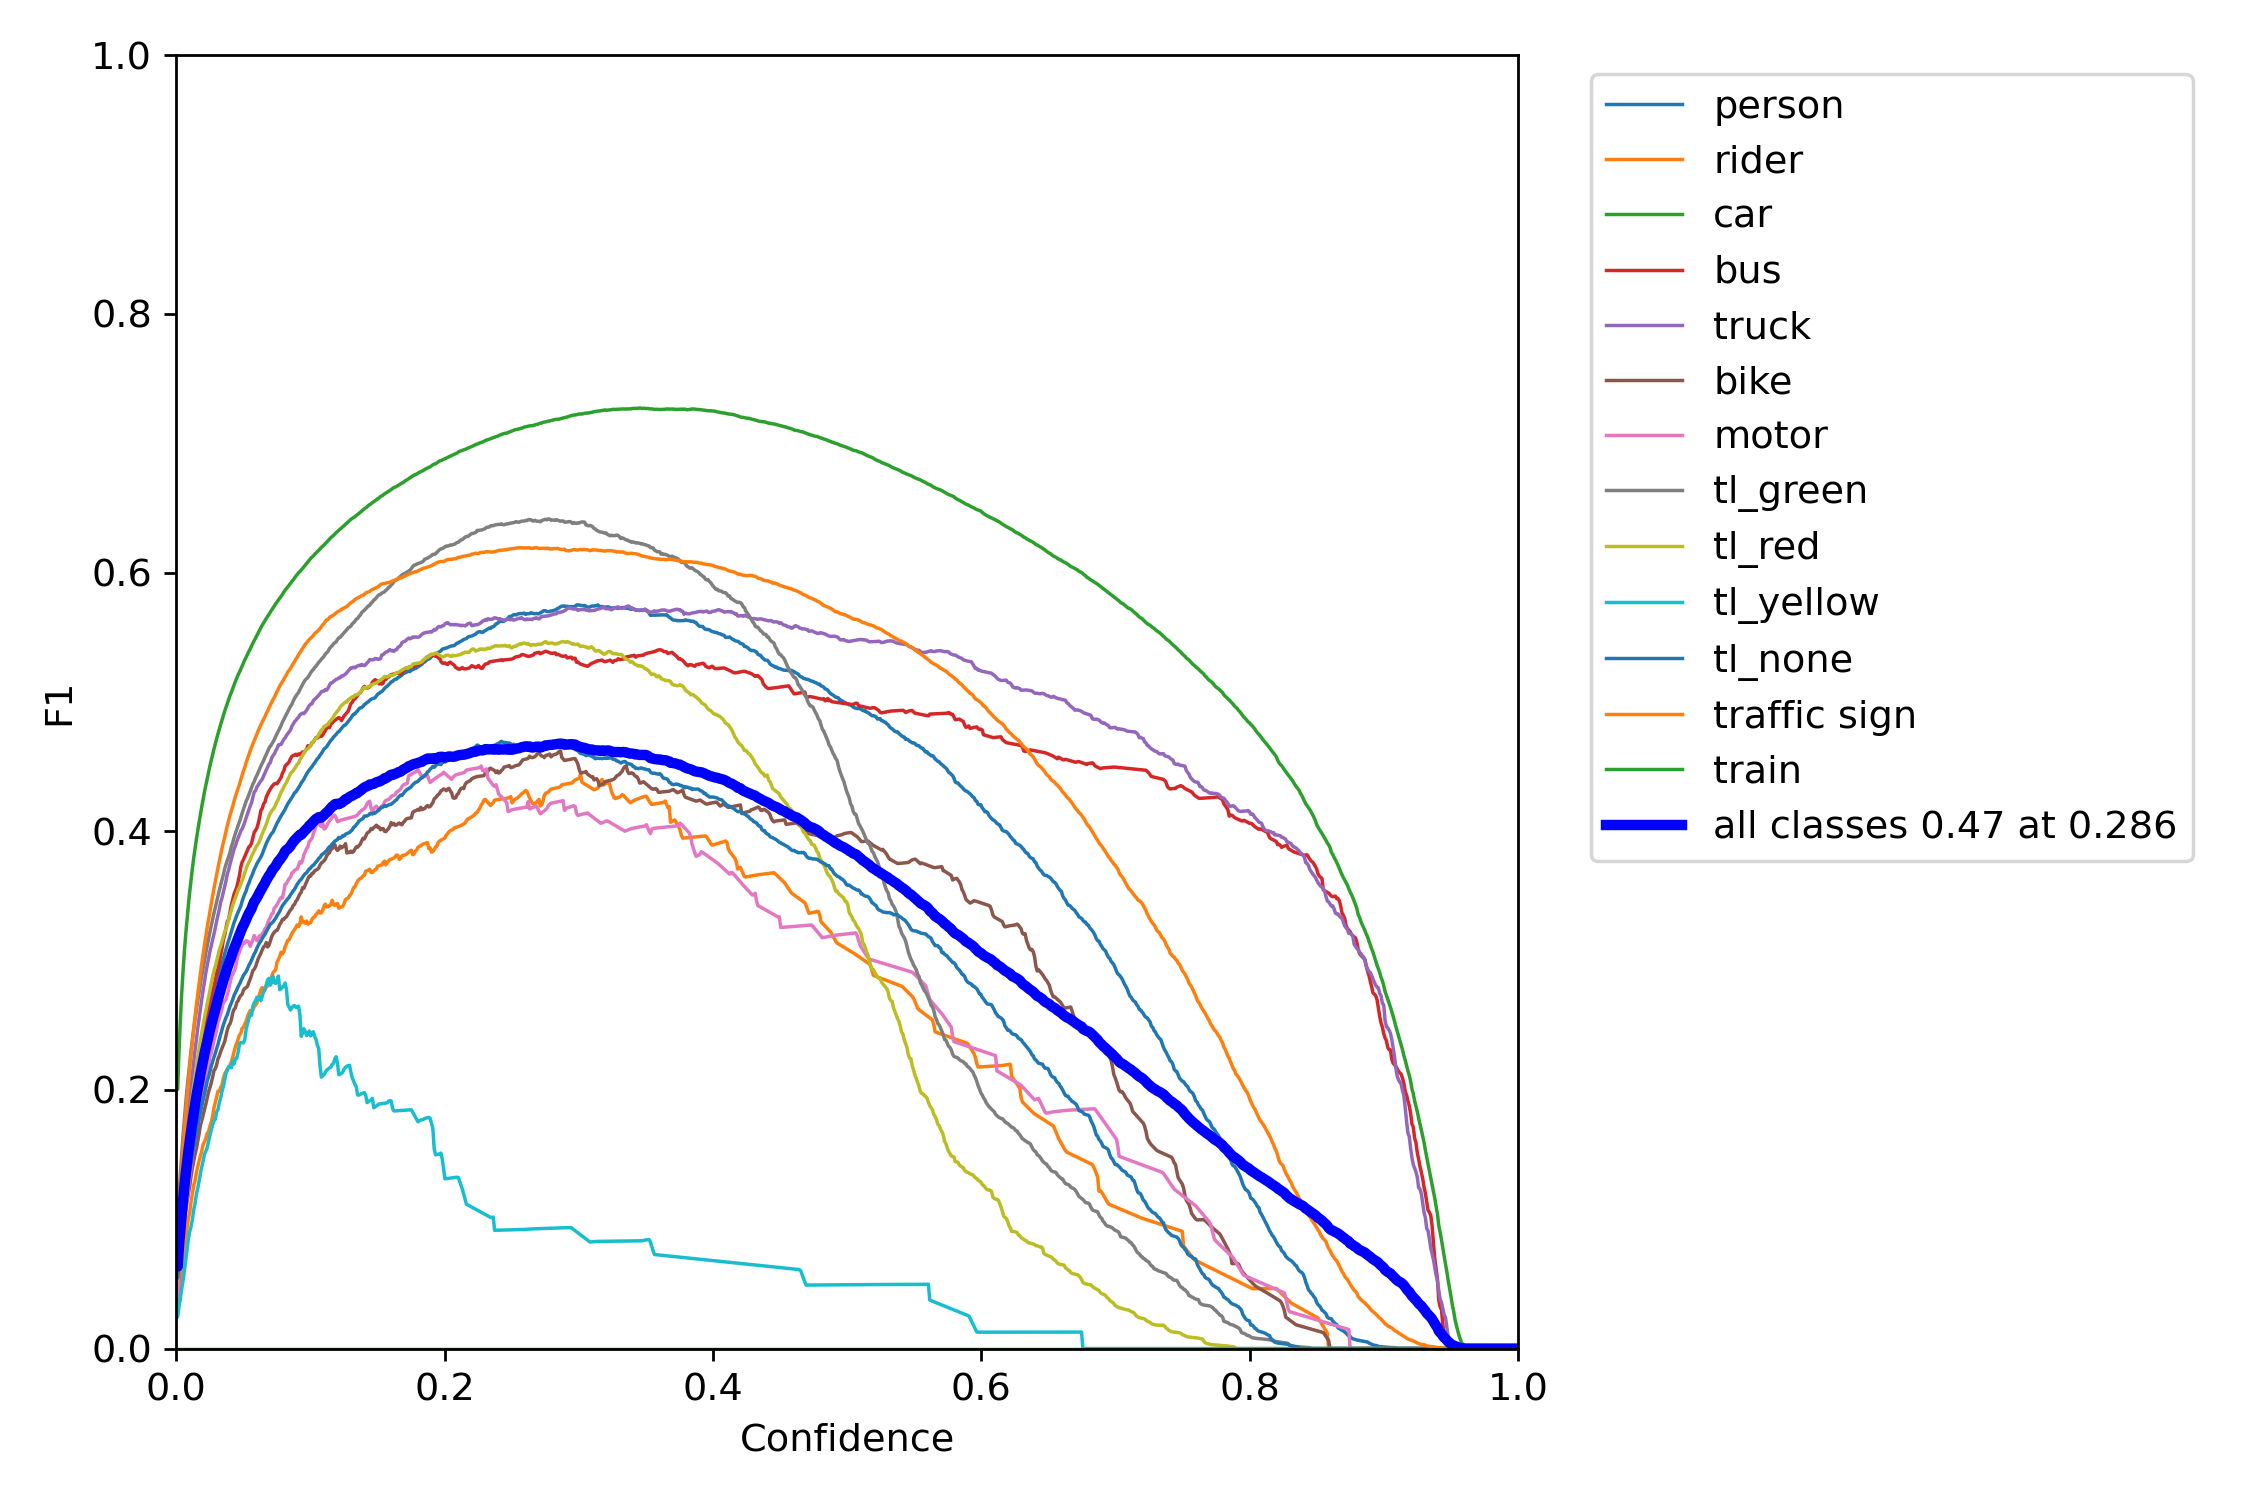 1.0
0.8
0.6
0.4
0.2
0.0
F1
0.0 0.2 0.4 0.6 0.8 1.0
Confidence
person
rider
car
bus
truck
bike
motor
tl_green
tl_red
tl_yellow
tl_none
traffic sign
train
all classes 0.47 at 0.286